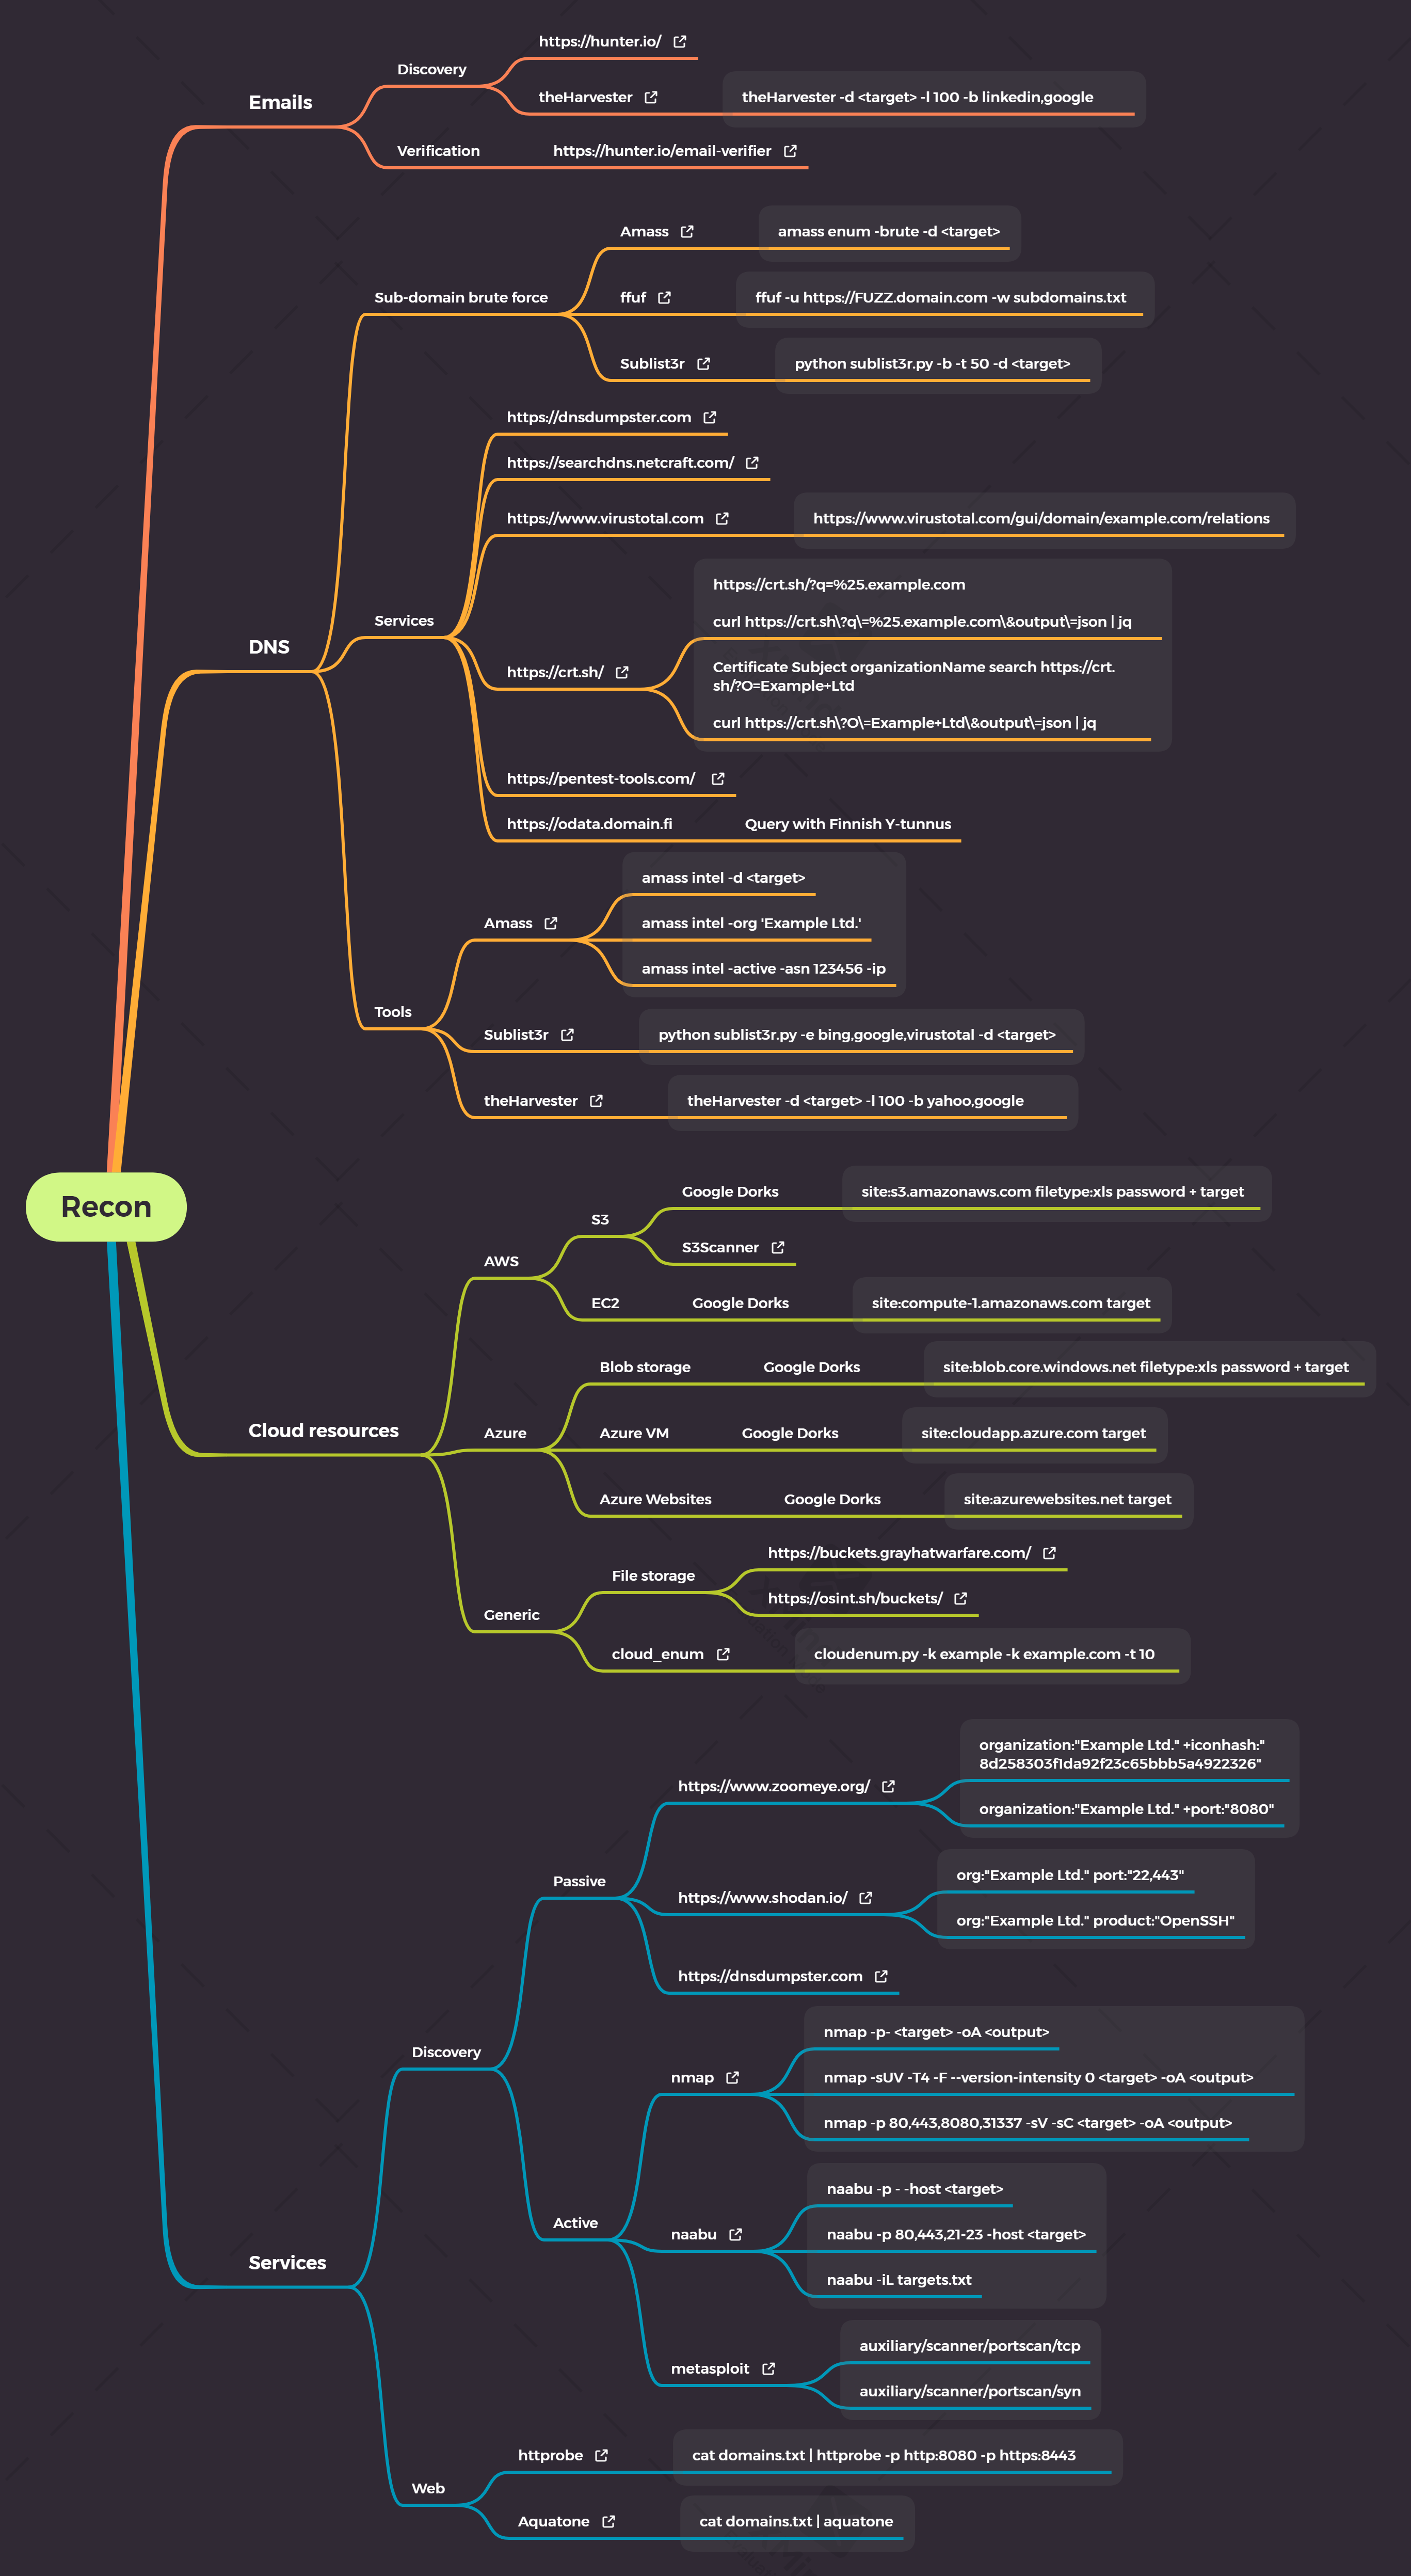 https://hunter.io/
Discovery
Emails
theHarvester
theHarvester -d <target> -l 100 -b linkedin,google
Verification
https://hunter.io/email-verifier
Amass
amass enum -brute -d <target>
Sub-domain brute force
ffuf
ffuf -u https://FUZZ.domain.com -w subdomains.txt
Sublist3r
python sublist3r.py -b -t 50 -d <target>
https://dnsdumpster.com
https://searchdns.netcraft.com/
https://www.virustotal.com
https://www.virustotal.com/gui/domain/example.com/relations
https://crt.sh/?q=%25.example.com
Services
curl https://crt.sh\?q\=%25.example.com\&output\=json | jq
DNS
https://crt.sh/
Certificate Subject organizationName search https://crt.
sh/?O=Example+Ltd
curl https://crt.sh\?O\=Example+Ltd\&output\=json | jq
https://pentest-tools.com/
https://odata.domain.fi
Query with Finnish Y-tunnus
amass intel -d <target>
Amass
amass intel -org 'Example Ltd.'
amass intel -active -asn 123456 -ip
Tools
Sublist3r
python sublist3r.py -e bing,google,virustotal -d <target>
theHarvester
theHarvester -d <target> -l 100 -b yahoo,google
Recon
Google Dorks
site:s3.amazonaws.com filetype:xls password + target
S3
S3Scanner
AWS
EC2
Google Dorks
site:compute-1.amazonaws.com target
Blob storage
Google Dorks
site:blob.core.windows.net filetype:xls password + target
Cloud resources
Azure
Azure VM
Google Dorks
site:cloudapp.azure.com target
Azure Websites
Google Dorks
site:azurewebsites.net target
https://buckets.grayhatwarfare.com/
File storage
https://osint.sh/buckets/
Generic
cloud_enum
cloudenum.py -k example -k example.com -t 10
organization:"Example Ltd." +iconhash:"
8d258303f1da92f23c65bbb5a4922326"
https://www.zoomeye.org/
organization:"Example Ltd." +port:"8080"
Passive
org:"Example Ltd." port:"22,443"
https://www.shodan.io/
org:"Example Ltd." product:"OpenSSH"
https://dnsdumpster.com
Discovery
nmap -p- <target> -oA <output>
nmap
nmap -sUV -T4 -F --version-intensity 0 <target> -oA <output>
nmap -p 80,443,8080,31337 -sV -sC <target> -oA <output>
naabu -p - -host <target>
Active
naabu
naabu -p 80,443,21-23 -host <target>
Services
naabu -iL targets.txt
auxiliary/scanner/portscan/tcp
metasploit
auxiliary/scanner/portscan/syn
httprobe
cat domains.txt | httprobe -p http:8080 -p https:8443
Web
Aquatone
cat domains.txt | aquatone